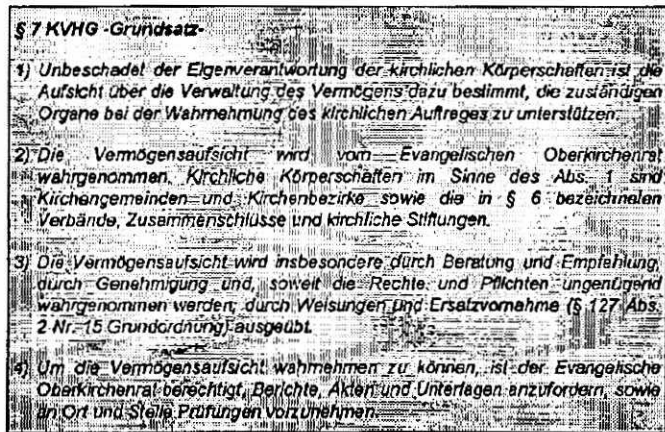 § 7 KVHG -Grundsatz-
1) Unbeschadet der Eigenverantwortung der kirchlichen Körperschaften ist die
Aufsicht über die Verwaltung des Vermögens dazu bestimmt, die zuständigen
Organe bei der Wahrnehmung des kirchlichen Auftrages zu unterstützen.
2) Die Vermögensaufsicht wird vom Evangelischen Oberkirchenrat
wahrgenommen. Kirchliche Körperschaften im Sinne des Abs. 1 sind
Kirchengemeinden und Kirchenbezirke sowie die in § 6 bezeichneten
Verbände, Zusammenschlüsse und kirchliche Stiftungen.
3) Die Vermögensaufsicht wird insbesondere durch Beratung und Empfehlung,
durch Genehmigung und, soweit die Rechte und Pflichten ungenügend
wahrgenommen werden, durch Weisungen und Ersatzvornahme (§ 127 Abs.
2 Nr. 15 Grundordnung) ausgeübt.
4) Um die Vermögensaufsicht wahrnehmen zu können, ist der Evangelische
Oberkirchenrat berechtigt, Berichte, Akten und Unterlagen anzufordern, sowie
an Ort und Stelle Prüfungen vorzunehmen.